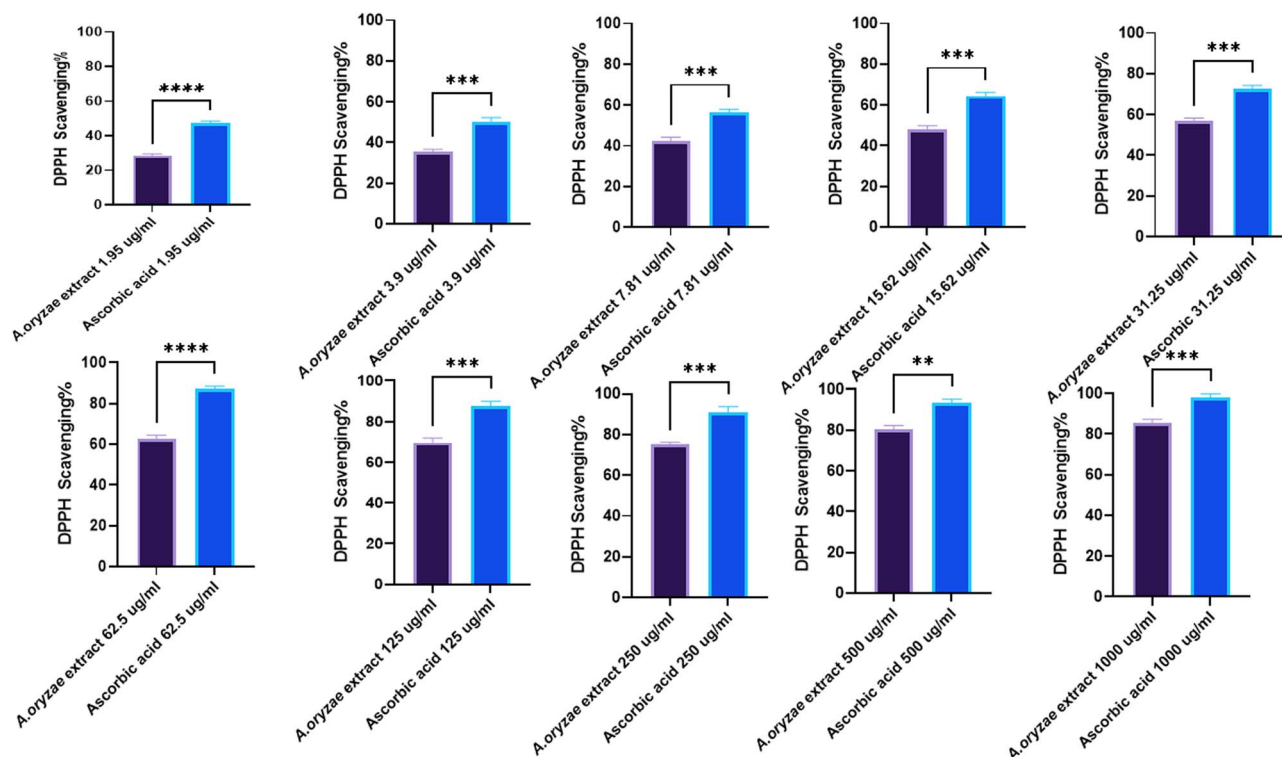 DPPH Scavenging%
100
80
60
40
20
0
****
A.oryzae extract 1.95 ug/ml
Ascorbic acid 1.95 ug/ml
DPPH Scavenging%
100
80
60
40
20
0
***
A.oryzae extract 3.9 ug/ml
Ascorbic acid 3.9 ug/ml
DPPH Scavenging%
100
80
60
40
20
0
***
A.oryzae extract 7.81 ug/ml
Ascorbic acid 7.81 ug/ml
DPPH Scavenging%
100
80
60
40
20
0
***
A.oryzae extract 15.62 ug/ml
Ascorbic acid 15.62 ug/ml
DPPH Scavenging%
100
80
60
40
20
0
***
A.oryzae extract 31.25 ug/ml
Ascorbic 31.25 ug/ml
DPPH Scavenging%
100
80
60
40
20
0
****
A.oryzae extract 62.5 ug/ml
Ascorbic acid 62.5 ug/ml
DPPH Scavenging%
100
80
60
40
20
0
***
A.oryzae extract 125 ug/ml
Ascorbic acid 125 ug/ml
DPPH Scavenging%
100
80
60
40
20
0
***
A.oryzae extract 250 ug/ml
Ascorbic acid 250 ug/ml
DPPH Scavenging%
100
80
60
40
20
0
**
A.oryzae extract 500 ug/ml
Ascorbic acid 500 ug/ml
DPPH Scavenging%
100
80
60
40
20
0
***
A.oryzae extract 1000 ug/ml
Ascorbic acid 1000 ug/ml